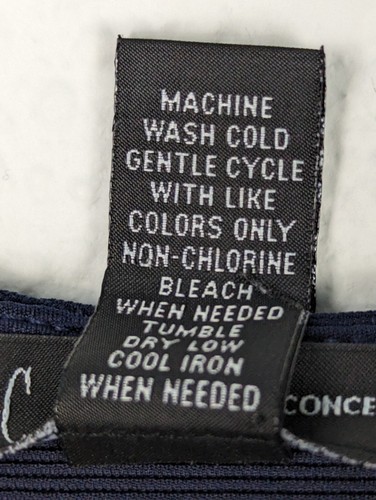 MACHINE
WASH COLD
GENTLE CYCLE
WITH LIKE
COLORS ONLY
NON-CHLORINE
BLEACH
WHEN NEEDED
TUMBLE
DRY LOW
COOL IRON
WHEN NEEDED
C
CONCE